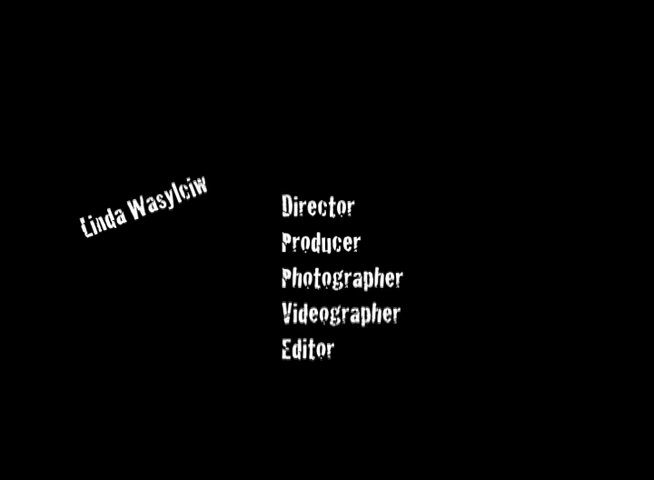 Linda Wasylciw
Director
Producer
Photographer
Videographer
Editor